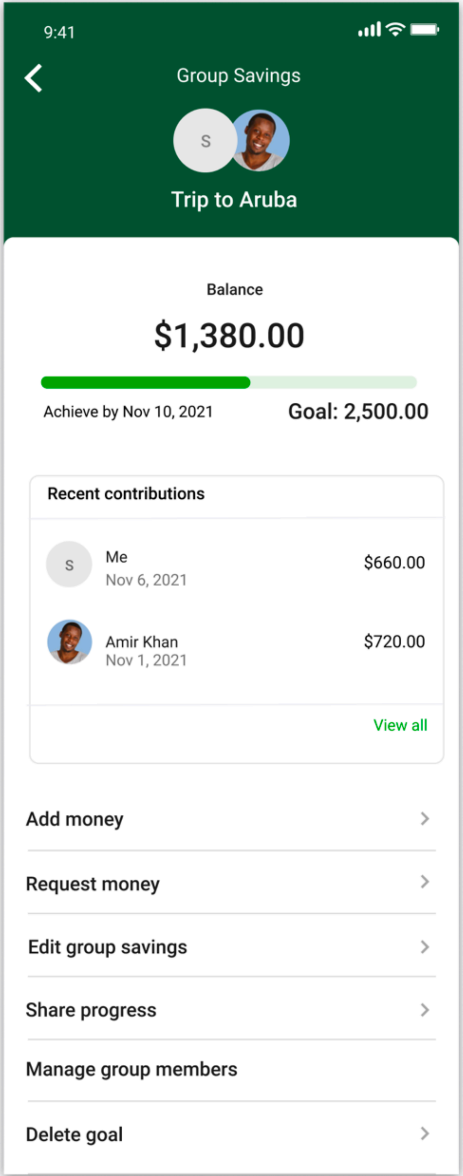 9:41
Group Savings
S
Trip to Aruba
Balance
$1,380.00
Achieve by Nov 10, 2021 Goal: 2,500.00
Recent contributions
S Me $660.00
Nov 6, 2021
Amir Khan $720.00
Nov 1, 2021
View all
Add money
Request money
Edit group savings
Share progress
Manage group members
Delete goal